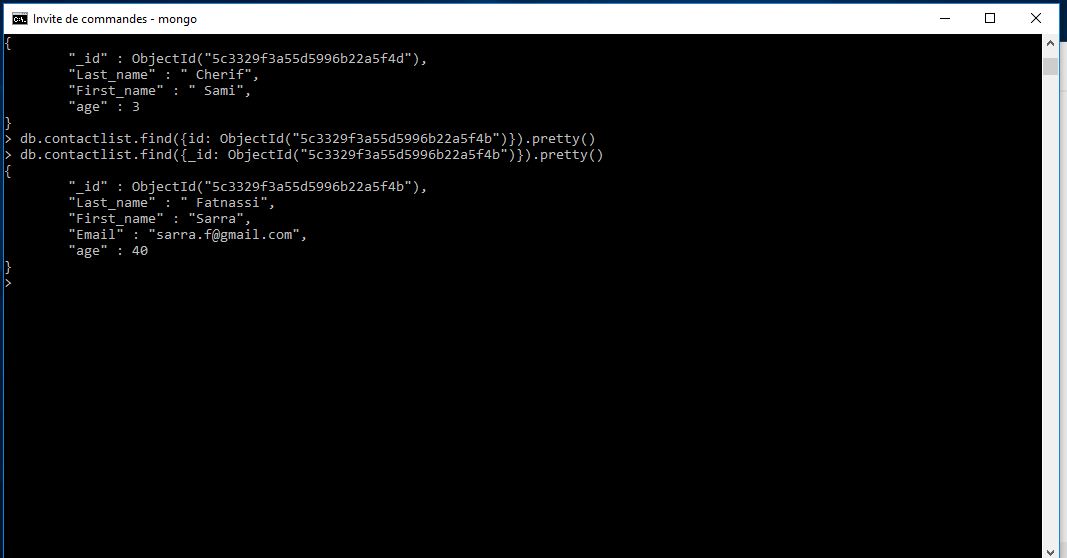 Invite de commandes - mongo
{
        "_id" : ObjectId("5c3329f3a55d5996b22a5f4d"),
        "Last_name" : " Cherif",
        "First_name" : " Sami",
        "age" : 3
}
> db.contactlist.find({id: ObjectId("5c3329f3a55d5996b22a5f4b")}).pretty()
> db.contactlist.find({_id: ObjectId("5c3329f3a55d5996b22a5f4b")}).pretty()
{
        "_id" : ObjectId("5c3329f3a55d5996b22a5f4b"),
        "Last_name" : " Fatnassi",
        "First_name" : "Sarra",
        "Email" : "sarra.f@gmail.com",
        "age" : 40
}
>